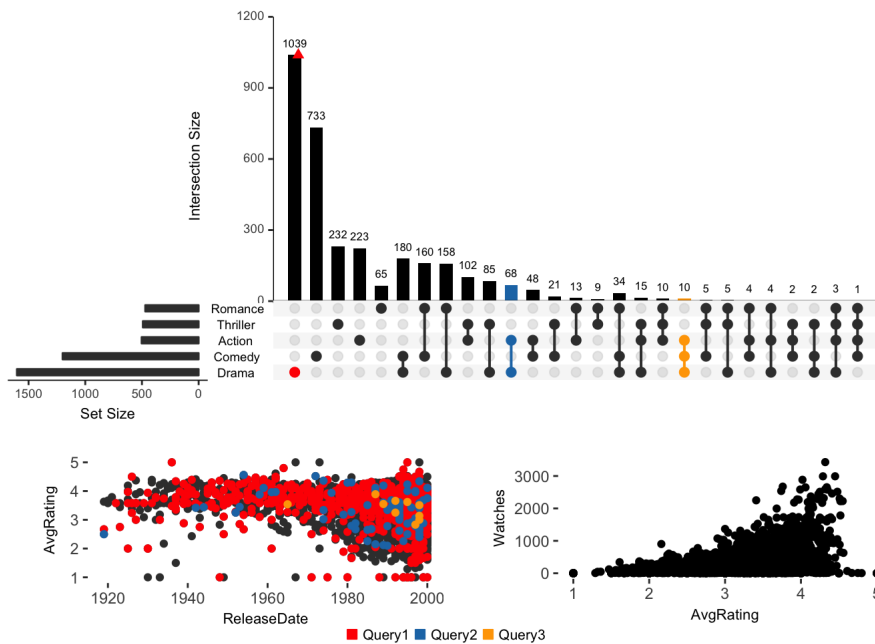 1200
900
600
300
0
Intersection Size
1039
733
232
223
65
180
160
158
102
85
68
48
21
13
9
34
15
10
10
5
5
4
4
2
2
3
1
Romance
Thriller
Action
Comedy
Drama
1500 1000 500 0
Set Size
5
4
3
2
1
AvgRating
1920 1940 1960 1980 2000
ReleaseDate
3000
2000
1000
0
Watches
1 2 3 4 5
AvgRating
Query1 Query2 Query3